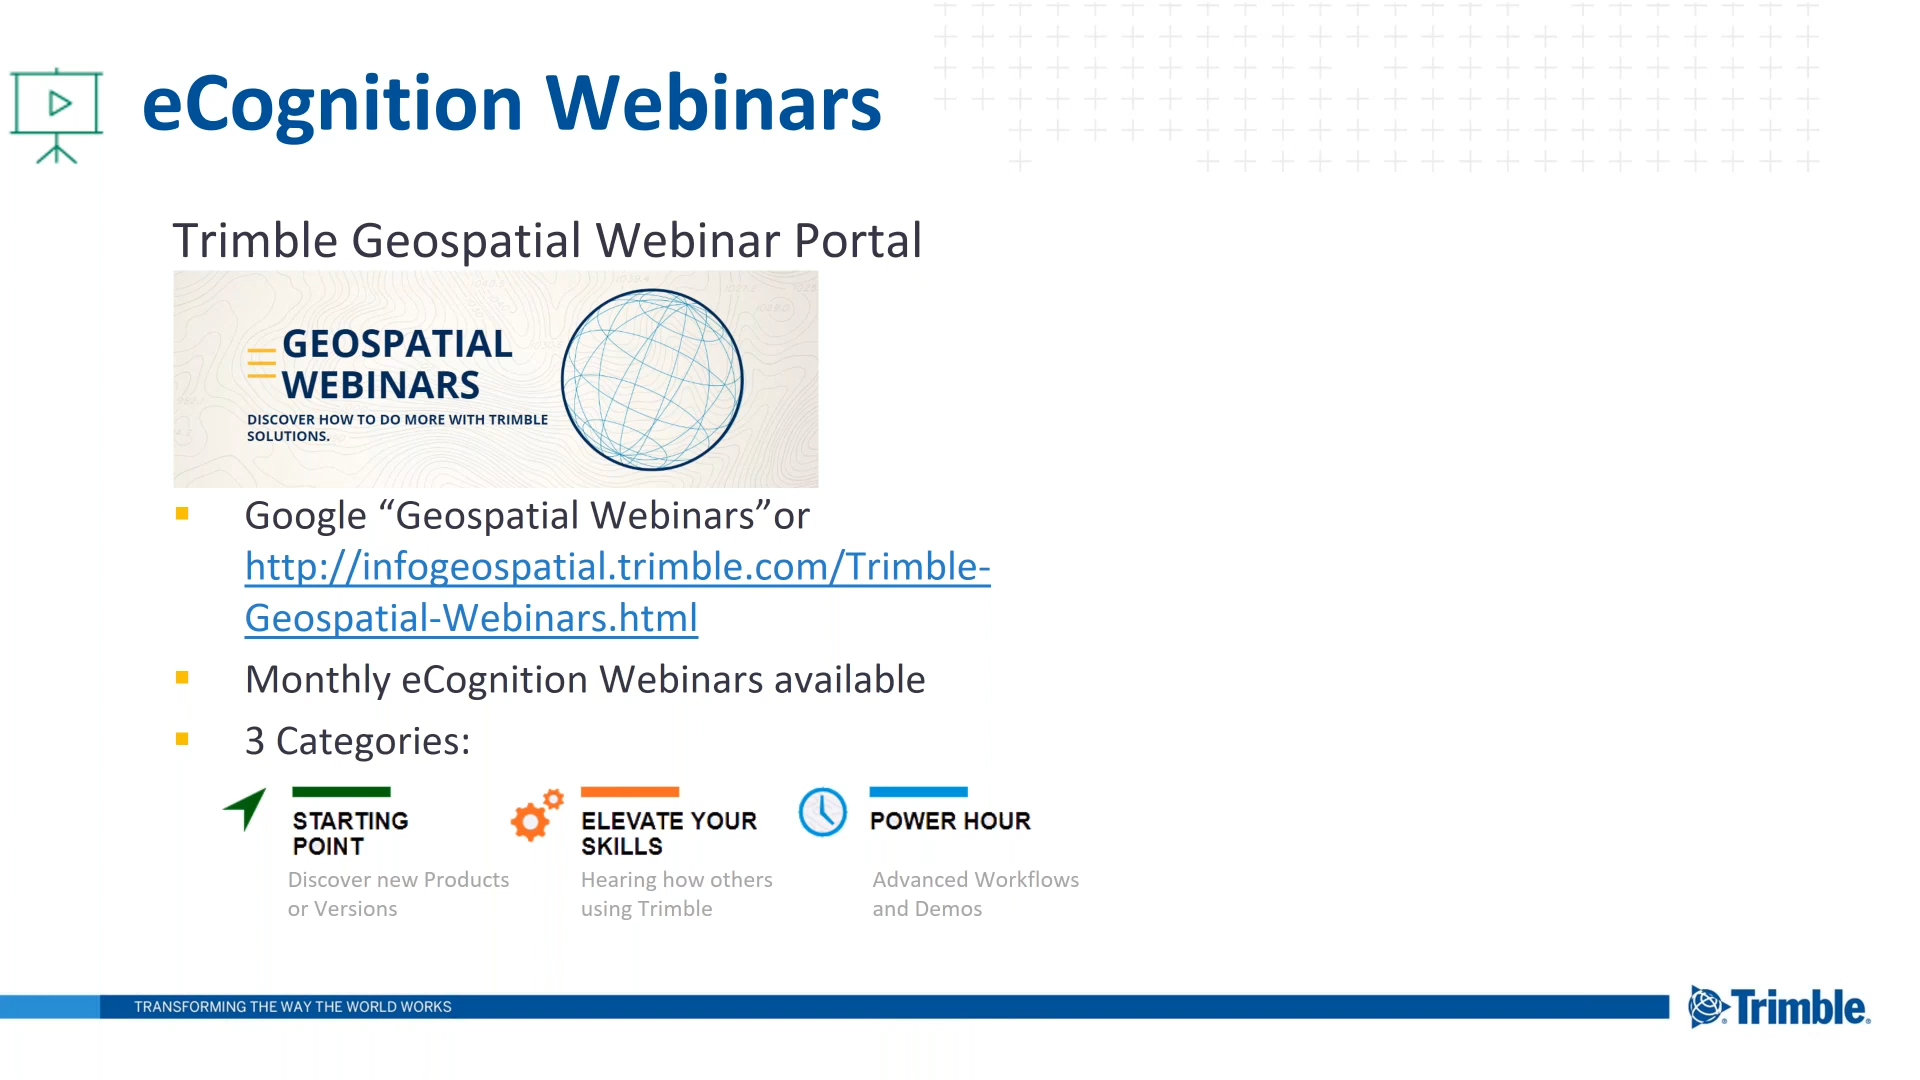 eCognition Webinars
Trimble Geospatial Webinar Portal
GEOSPATIAL
WEBINARS
DISCOVER HOW TO DO MORE WITH TRIMBLE
SOLUTIONS.
Google “Geospatial Webinars”or
http://infogeospatial.trimble.com/Trimble-
Geospatial-Webinars.html
Monthly eCognition Webinars available
3 Categories:
STARTING
POINT
Discover new Products
or Versions
ELEVATE YOUR
SKILLS
Hearing how others
using Trimble
POWER HOUR
Advanced Workflows
and Demos
TRANSFORMING THE WAY THE WORLD WORKS
Trimble